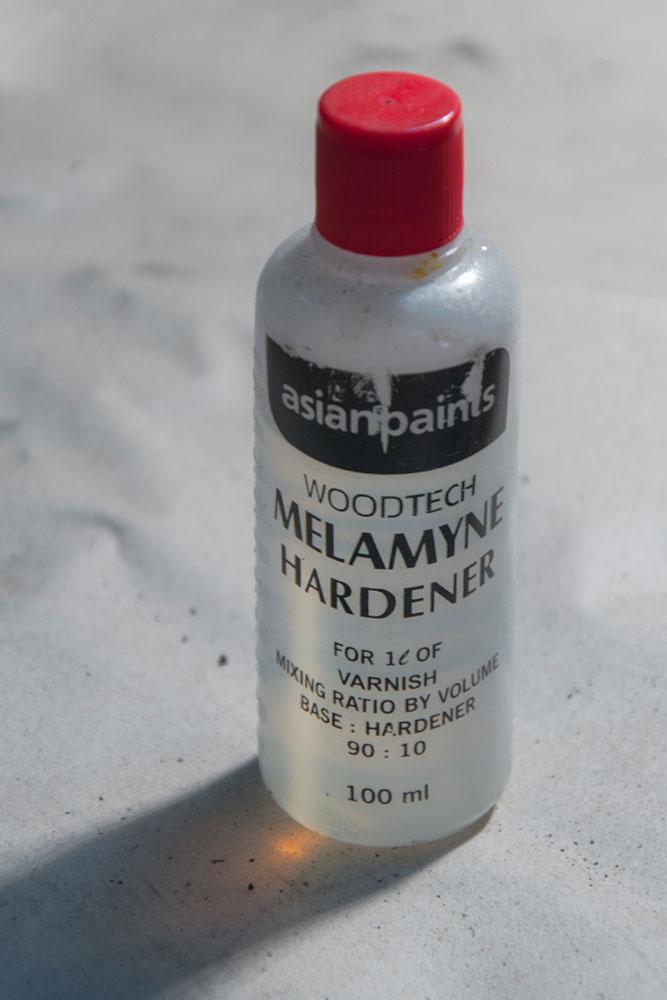 asianpaints
WOODTECH
MELAMYNE
HARDENER
FOR 1ℓ OF
VARNISH
MIXING RATIO BY VOLUME
BASE : HARDENER
90 : 10
100 ml